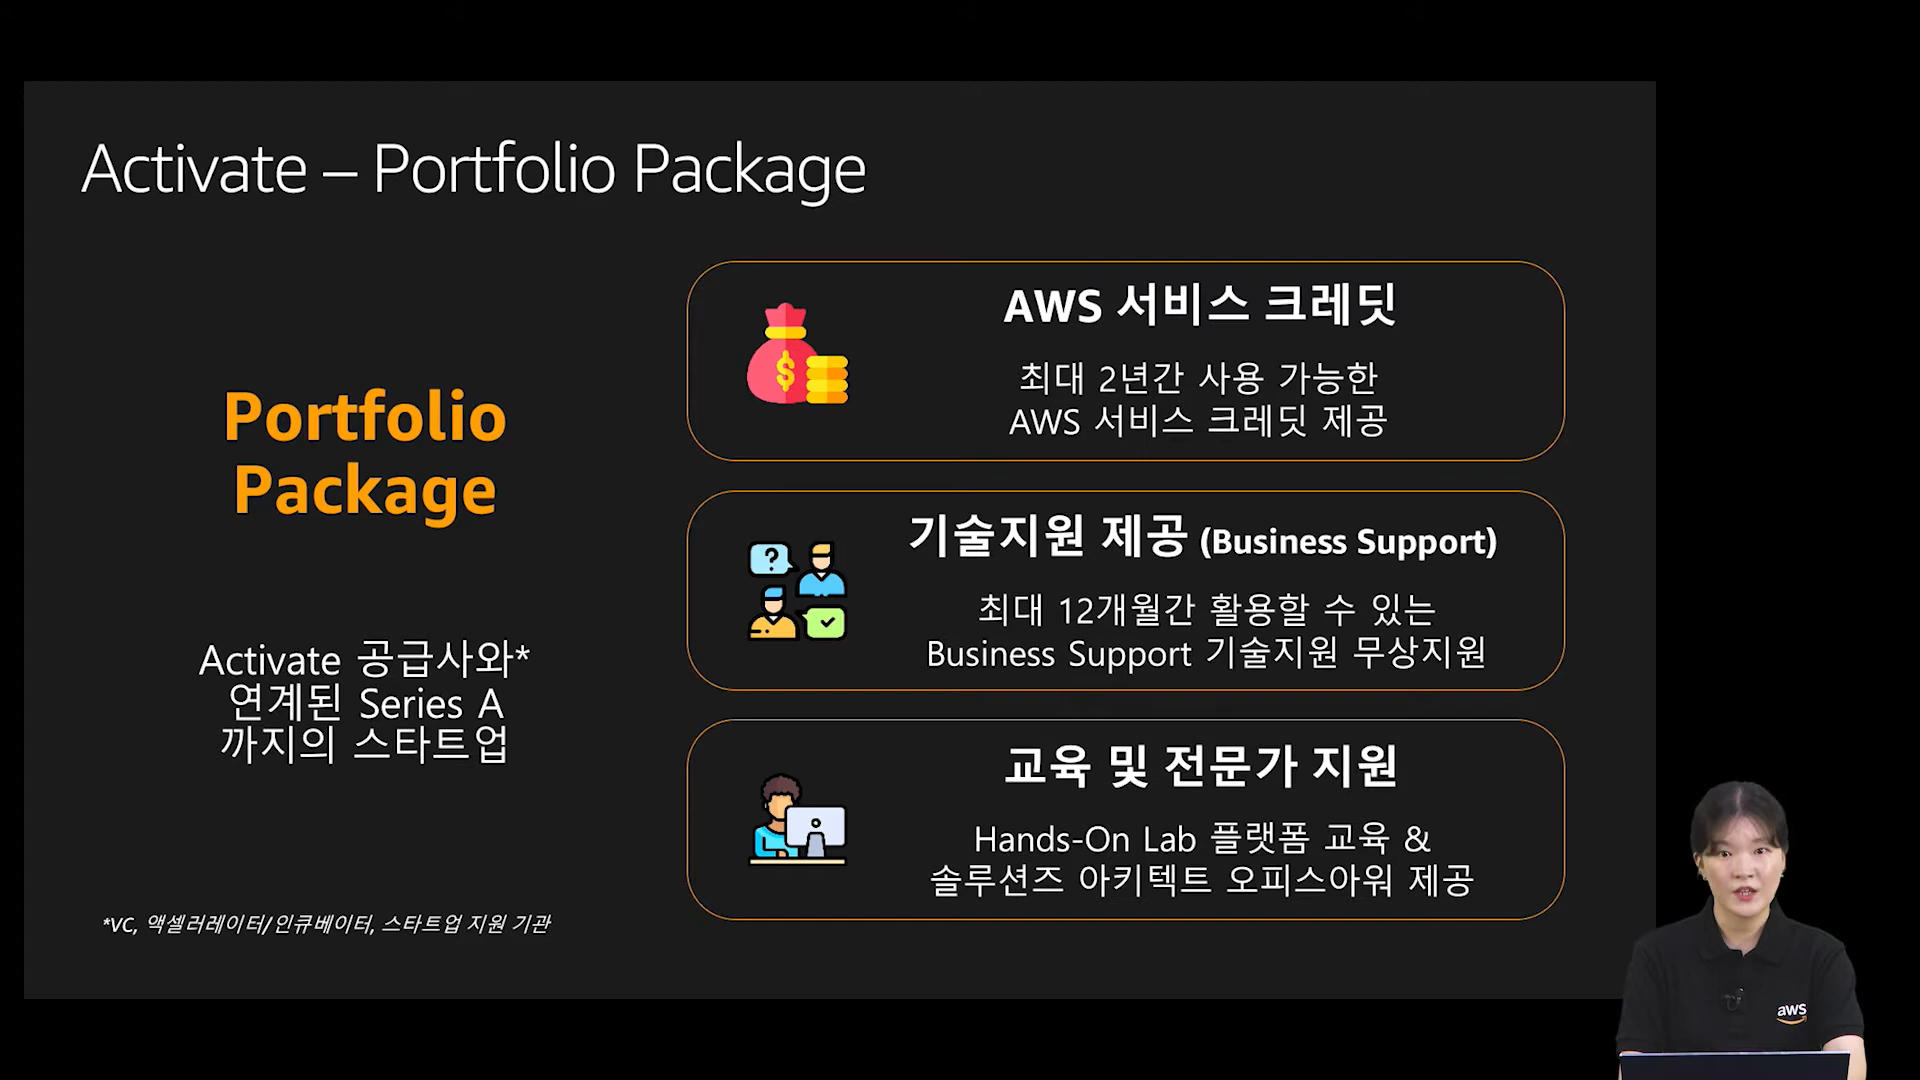 Activate – Portfolio Package
Portfolio
Package
Activate 공급사와*
연계된 Series A
까지의 스타트업
*VC, 액셀러레이터/인큐베이터, 스타트업 지원 기관
AWS 서비스 크레딧
최대 2년간 사용 가능한
AWS 서비스 크레딧 제공
기술지원 제공 (Business Support)
최대 12개월간 활용할 수 있는
Business Support 기술지원 무상지원
교육 및 전문가 지원
Hands-On Lab 플랫폼 교육 &
솔루션즈 아키텍트 오피스아워 제공
aws